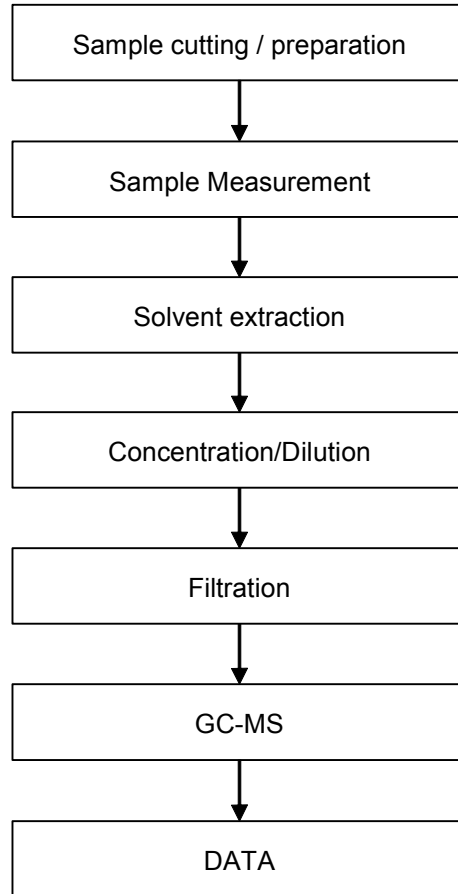 Sample cutting / preparation
Sample Measurement
Solvent extraction
Concentration/Dilution
Filtration
GC-MS
DATA